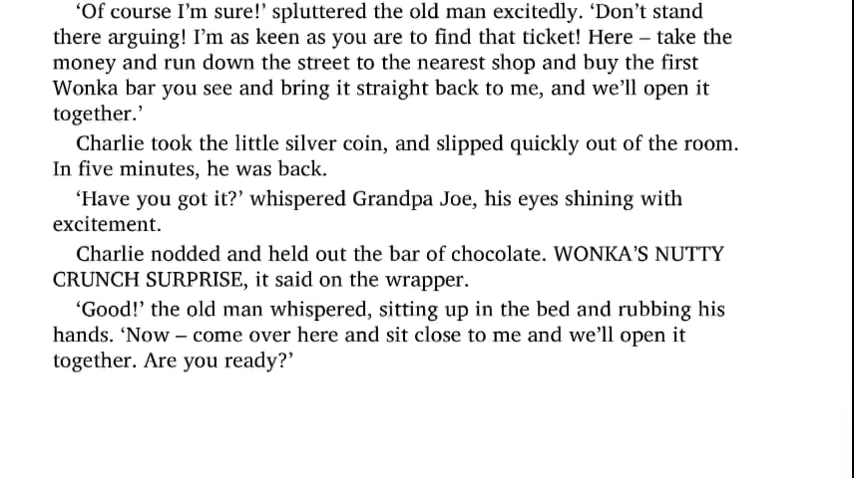 ‘Of course I’m sure!’ spluttered the old man excitedly. ‘Don’t stand
there arguing! I’m as keen as you are to find that ticket! Here – take the
money and run down the street to the nearest shop and buy the first
Wonka bar you see and bring it straight back to me, and we’ll open it
together.’
Charlie took the little silver coin, and slipped quickly out of the room.
In five minutes, he was back.
‘Have you got it?’ whispered Grandpa Joe, his eyes shining with
excitement.
Charlie nodded and held out the bar of chocolate. WONKA’S NUTTY
CRUNCH SURPRISE, it said on the wrapper.
‘Good!’ the old man whispered, sitting up in the bed and rubbing his
hands. ‘Now – come over here and sit close to me and we’ll open it
together. Are you ready?’